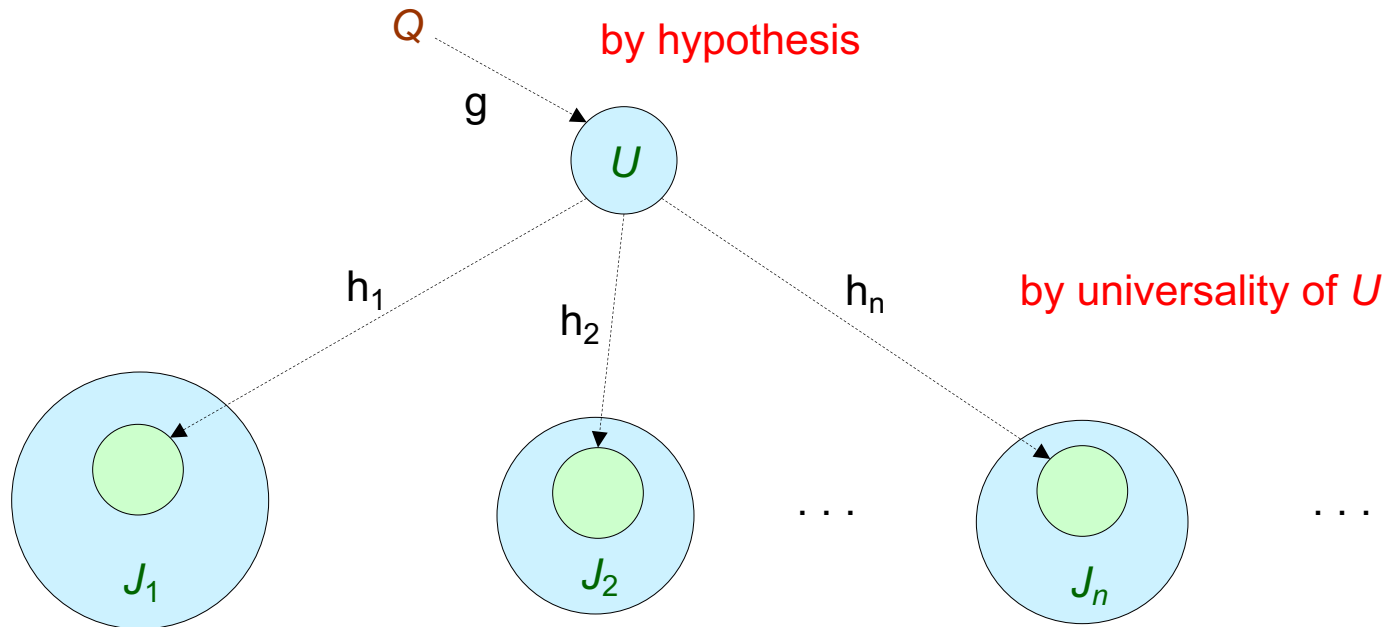 Q
by hypothesis
g
U
h₁
h₂
hₙ
by universality of U
. . .
. . .
J₁
J₂
Jₙ